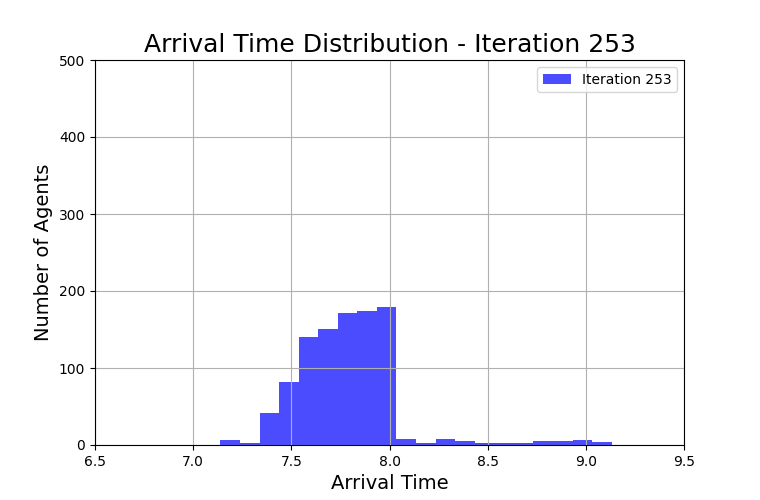 Arrival Time Distribution - Iteration 253
Iteration 253
Number of Agents
500
400
300
200
100
0
6.5 7.0 7.5 8.0 8.5 9.0 9.5
Arrival Time